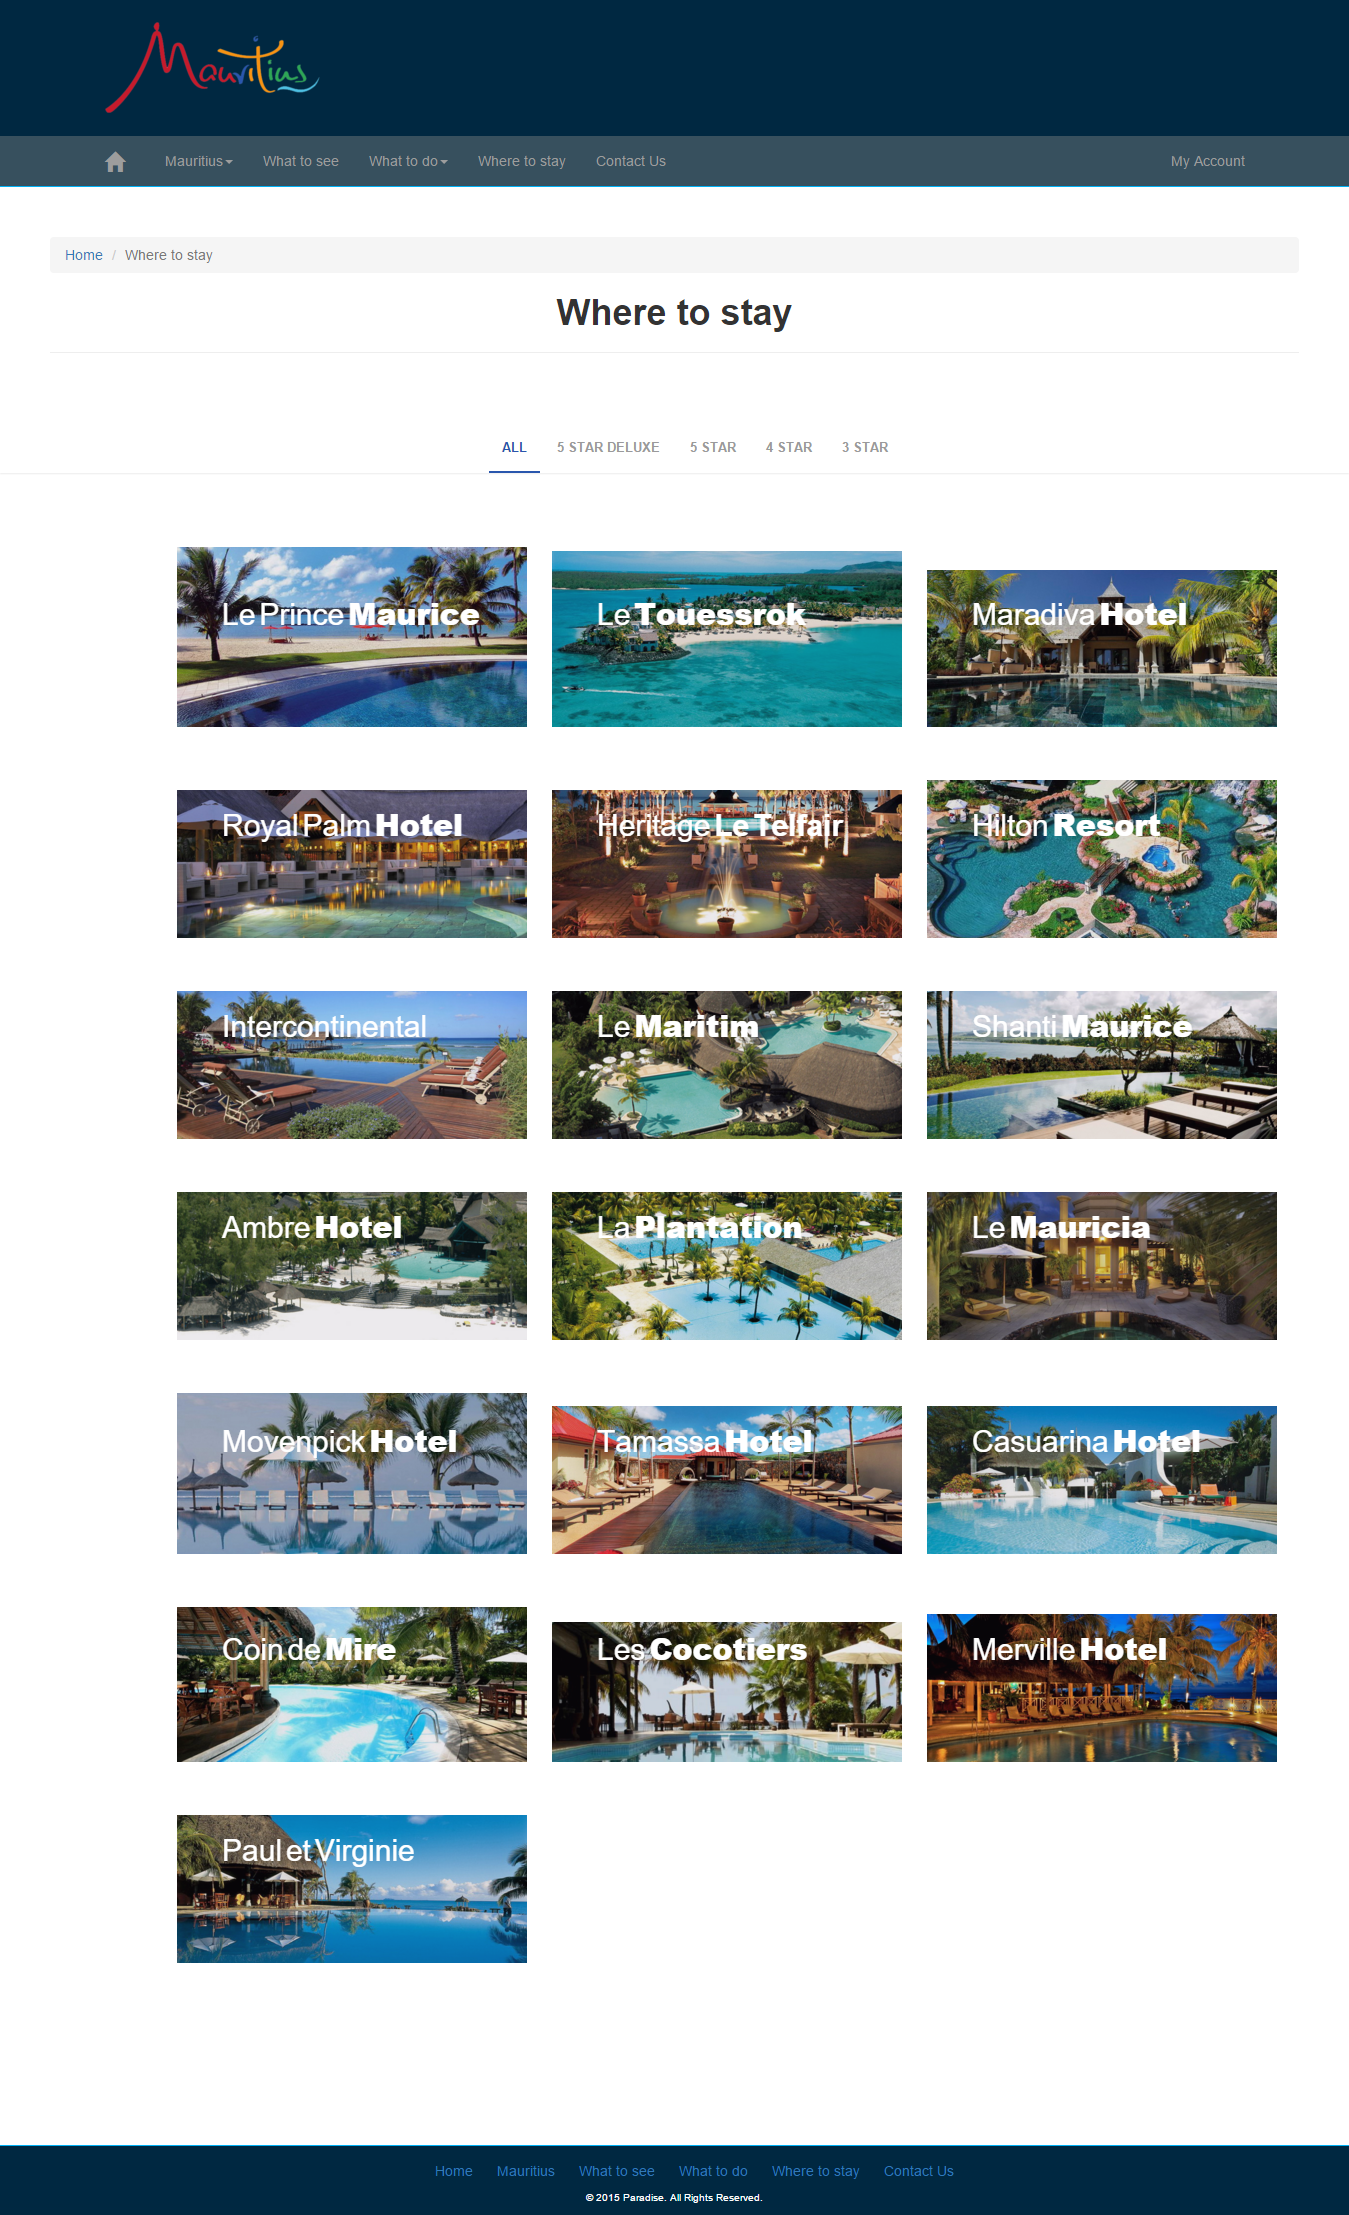 Mauritius
Mauritius What to see What to do Where to stay Contact Us My Account
Home / Where to stay
Where to stay
ALL 5 STAR DELUXE 5 STAR 4 STAR 3 STAR
Le Prince Maurice
Le Touessrok
Maradiva Hotel
Royal Palm Hotel
Heritage Le Telfair
Hilton Resort
Intercontinental
Le Maritim
Shanti Maurice
Ambre Hotel
La Plantation
Le Mauricia
Movenpick Hotel
Tamassa Hotel
Casuarina Hotel
Coin de Mire
Les Cocotiers
Merville Hotel
Paul et Virginie
Home Mauritius What to see What to do Where to stay Contact Us
© 2015 Paradise. All Rights Reserved.